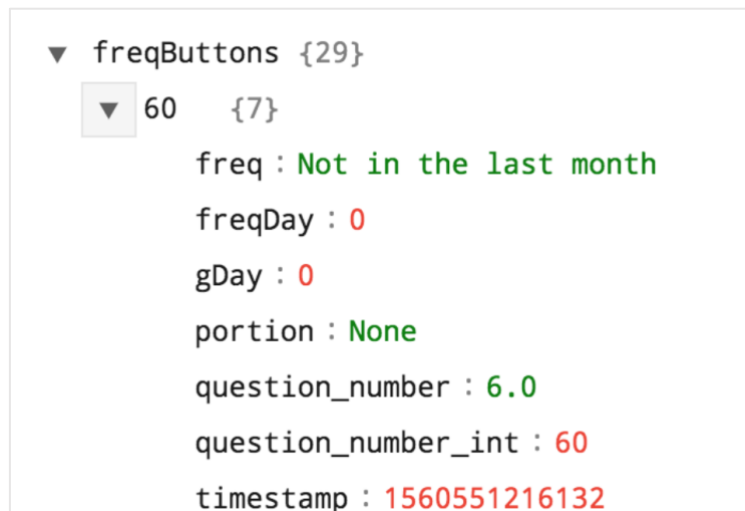 freqButtons {29}
60 {7}
freq : Not in the last month
freqDay : 0
gDay : 0
portion : None
question_number : 6.0
question_number_int : 60
timestamp : 1560551216132